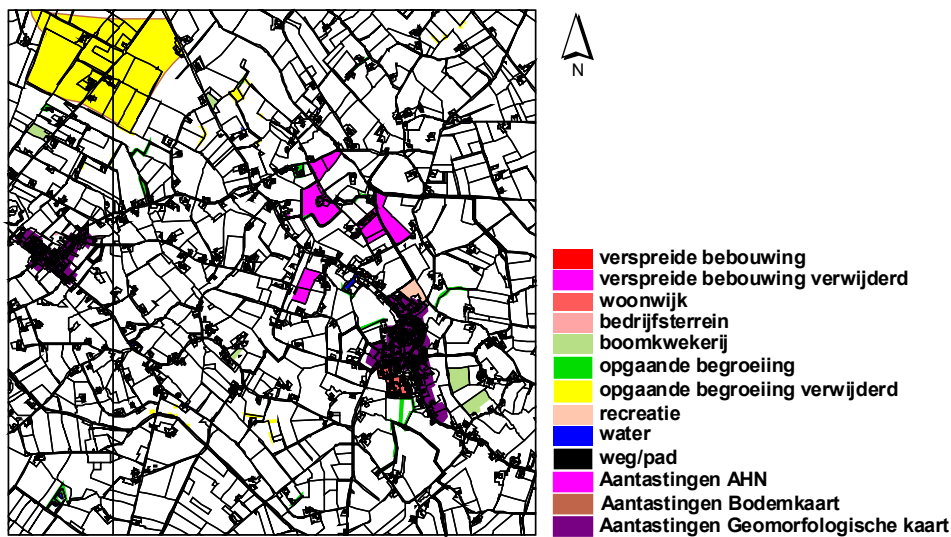 N
verspreide bebouwing
verspreide bebouwing verwijderd
woonwijk
bedrijfsterrein
boomkwekerij
opgaande begroeiing
opgaande begroeiing verwijderd
recreatie
water
weg/pad
Aantastingen AHN
Aantastingen Bodemkaart
Aantastingen Geomorfologische kaart